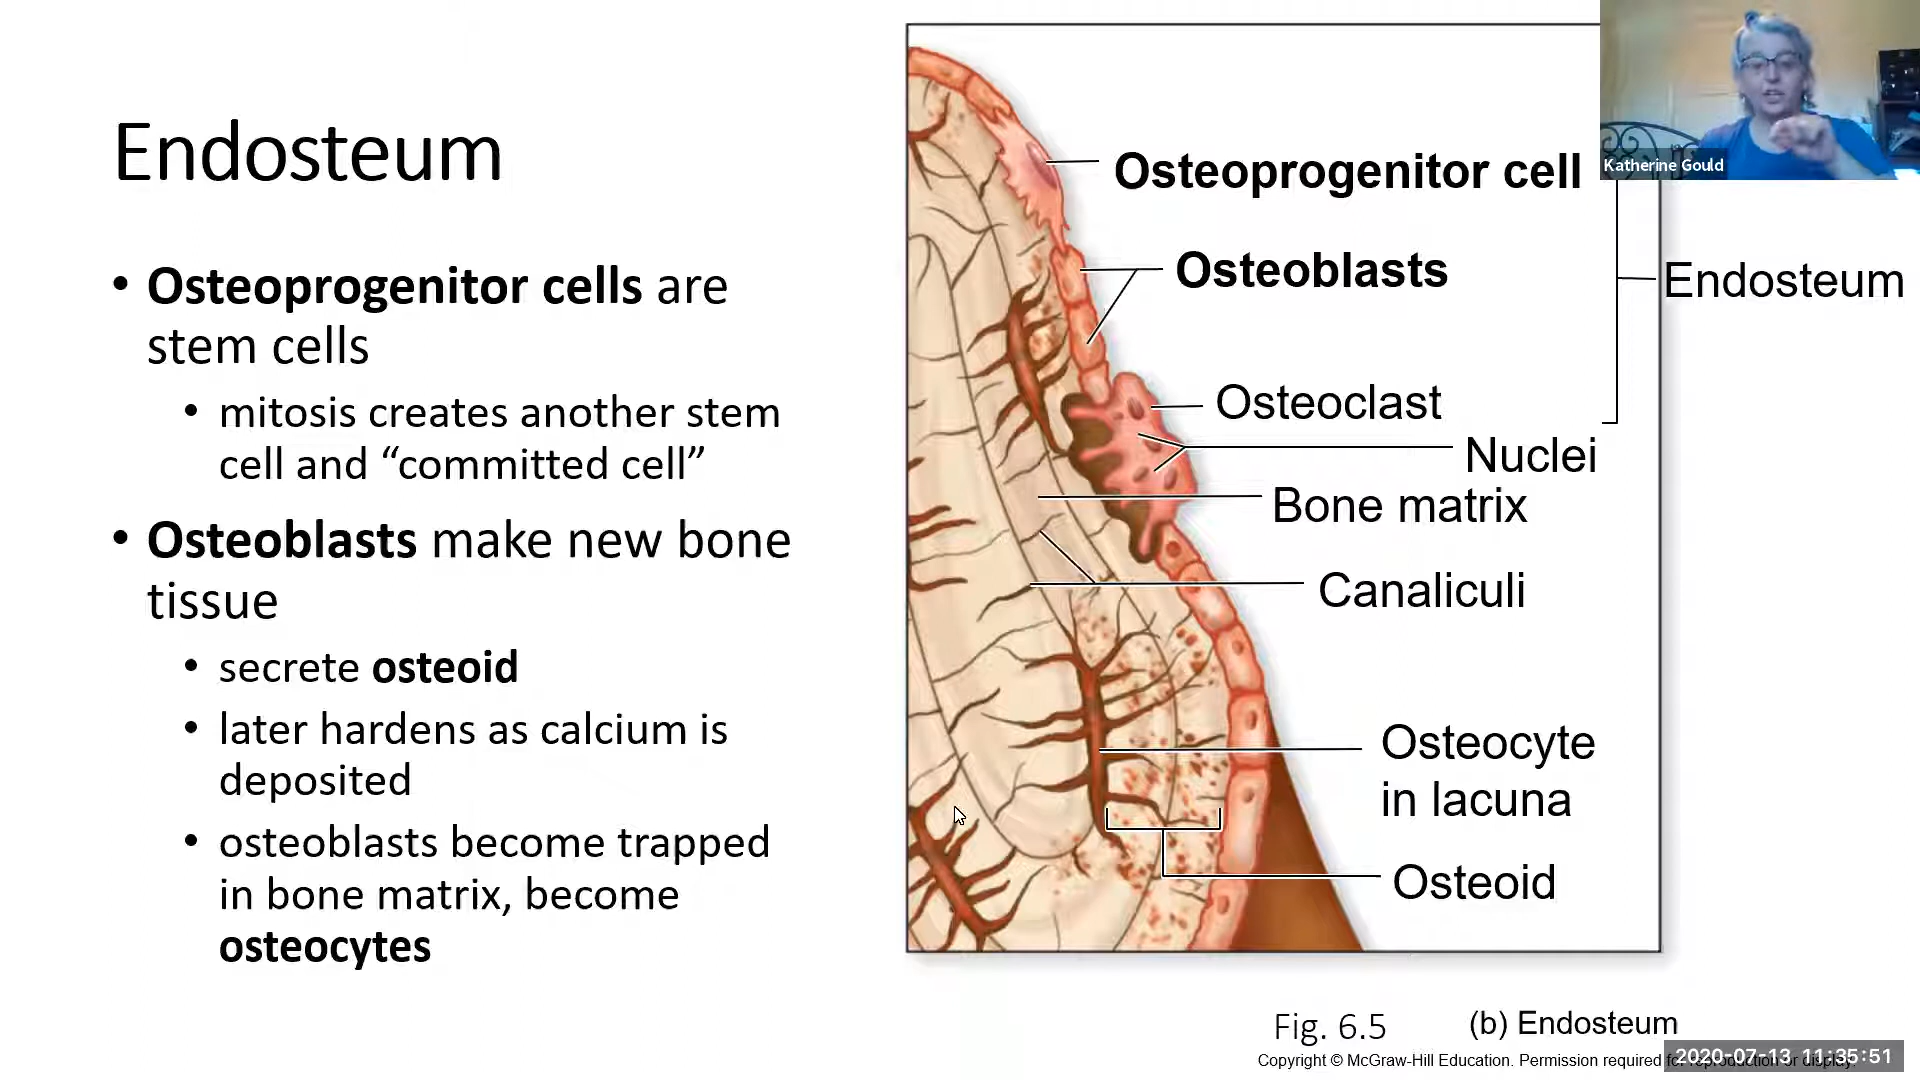 Endosteum
• Osteoprogenitor cells are
stem cells
• mitosis creates another stem
cell and “committed cell”
• Osteoblasts make new bone
tissue
• secrete osteoid
• later hardens as calcium is
deposited
• osteoblasts become trapped
in bone matrix, become
osteocytes
Osteoprogenitor cell
Osteoblasts
Endosteum
Osteoclast
Nuclei
Bone matrix
Canaliculi
Osteocyte
in lacuna
Osteoid
Fig. 6.5
(b) Endosteum
Copyright © McGraw-Hill Education. Permission required for reproduction or display.
Katherine Gould
2020-07-13 11:35:51